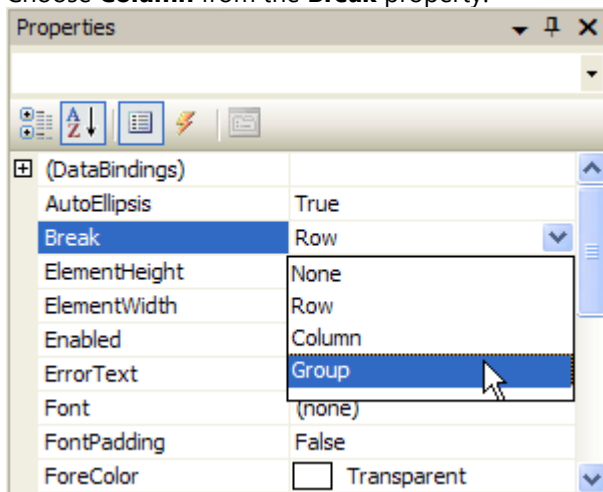 Choose Column from the Break property.
Properties
A
Z
(DataBindings)
AutoEllipsis True
Break Row
ElementHeight None
ElementWidth Row
Enabled Column
ErrorText Group
Font (none)
FontPadding False
ForeColor Transparent